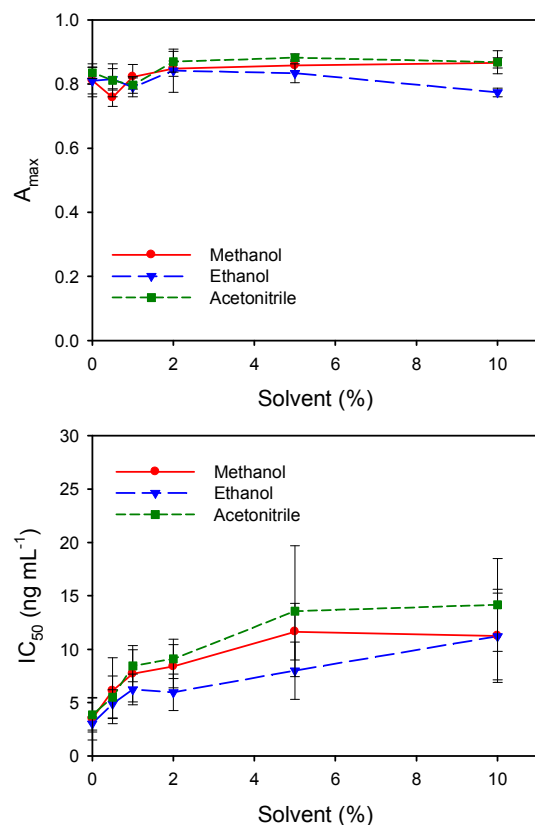 1.0
0.8
0.6
0.4
0.2
0.0
A_max
Methanol
Ethanol
Acetonitrile
0 2 4 6 8 10
Solvent (%)
30
25
20
15
10
5
0
IC₅₀ (ng mL⁻¹)
Methanol
Ethanol
Acetonitrile
0 2 4 6 8 10
Solvent (%)